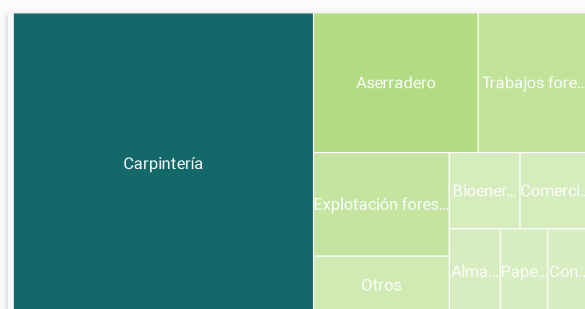 Carpintería
Aserradero
Trabajos fore...
Explotación fores...
Bioener...
Comerci...
Otros
Alma...
Pape...
Con...